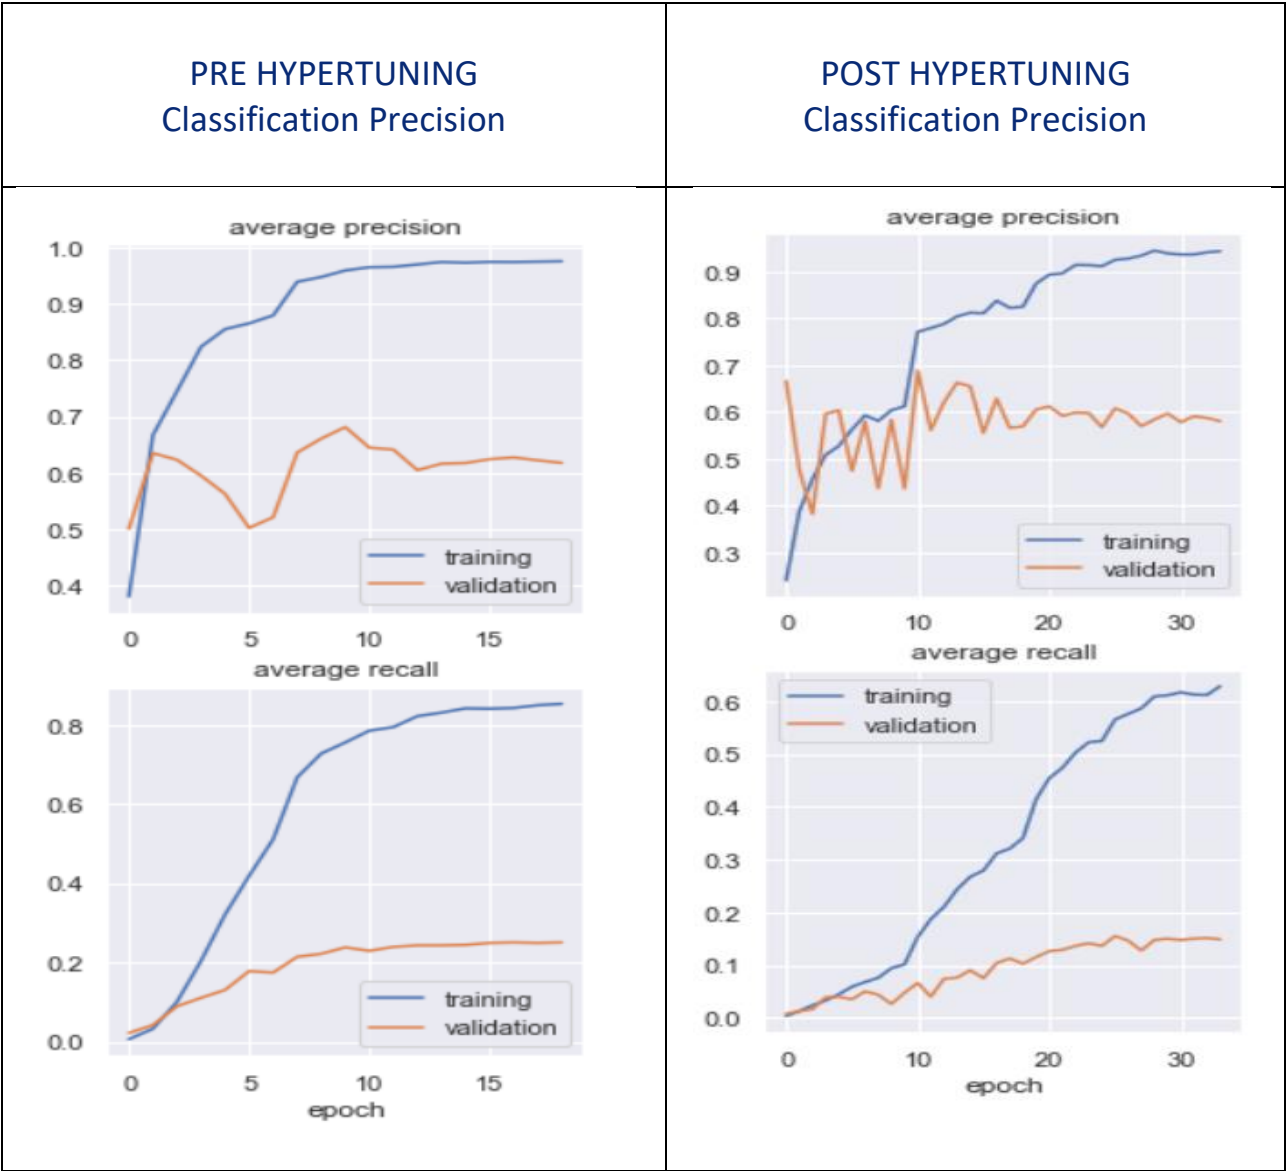 PRE HYPERTUNING
Classification Precision
POST HYPERTUNING
Classification Precision
average precision
1.0
0.9
0.8
0.7
0.6
0.5
0.4
training
validation
0 5 10 15
average recall
0.8
0.6
0.4
0.2
0.0
training
validation
0 5 10 15
epoch
average precision
0.9
0.8
0.7
0.6
0.5
0.4
0.3
training
validation
0 10 20 30
average recall
training
validation
0.6
0.5
0.4
0.3
0.2
0.1
0.0
0 10 20 30
epoch